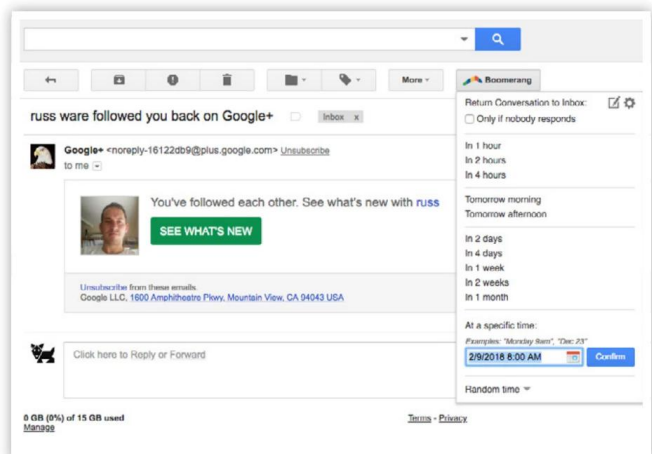 More
Boomerang
Return Conversation to Inbox:
Only if nobody responds
russ ware followed you back on Google+
Inbox x
Google+ <noreply-16122db9@plus.google.com> Unsubscribe
to me
In 1 hour
In 2 hours
In 4 hours
Tomorrow morning
Tomorrow afternoon
You've followed each other. See what's new with russ
SEE WHAT'S NEW
In 2 days
In 4 days
In 1 week
In 2 weeks
In 1 month
Unsubscribe from these emails.
Google LLC, 1600 Amphitheatre Pkwy, Mountain View, CA 94043 USA
At a specific time:
Examples: "Monday 9am", "Dec 23"
2/9/2018 8:00 AM
Confirm
Click here to Reply or Forward
Random time
0 GB (0%) of 15 GB used
Manage
Terms - Privacy